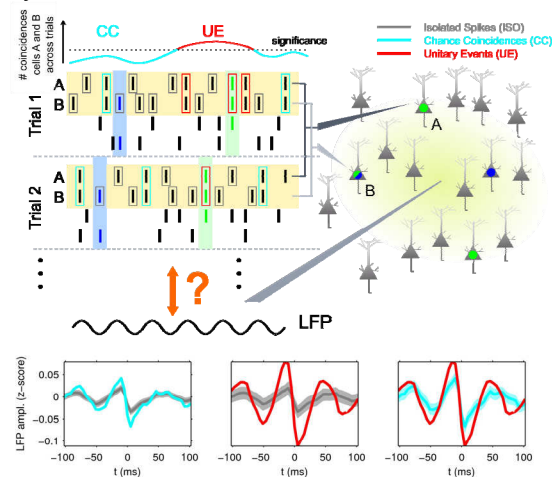 # coincidences
cells A and B
across trials
CC
UE
significance
Isolated Spikes (ISO)
Chance Coincidences (CC)
Unitary Events (UE)
Trial 1
A
B
A
B
Trial 2
A
B
?
LFP
LFP ampl. (z-score)
0.05
0
-0.05
-0.1
-100
-50
0
50
100
t (ms)
-100
-50
0
50
100
t (ms)
-100
-50
0
50
100
t (ms)